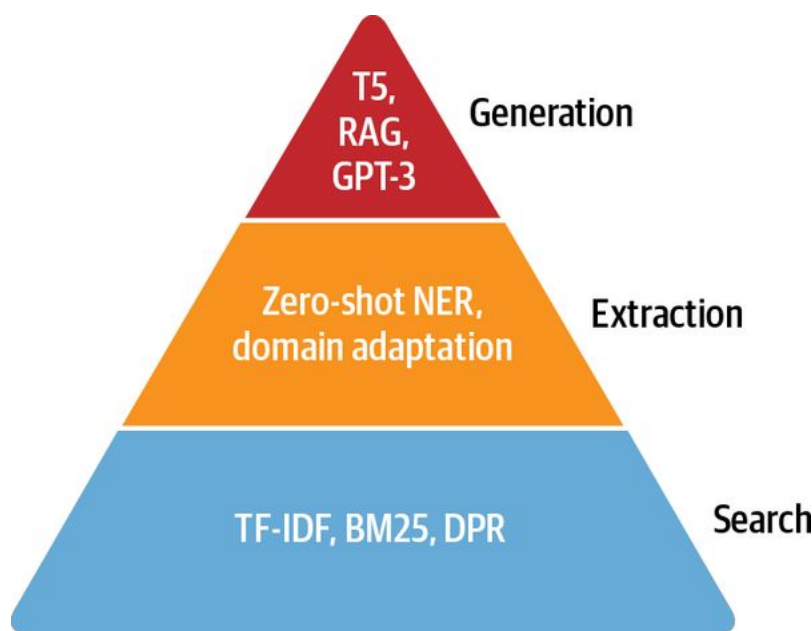 T5,
RAG,
GPT-3
Generation
Zero-shot NER,
domain adaptation
Extraction
TF-IDF, BM25, DPR
Search